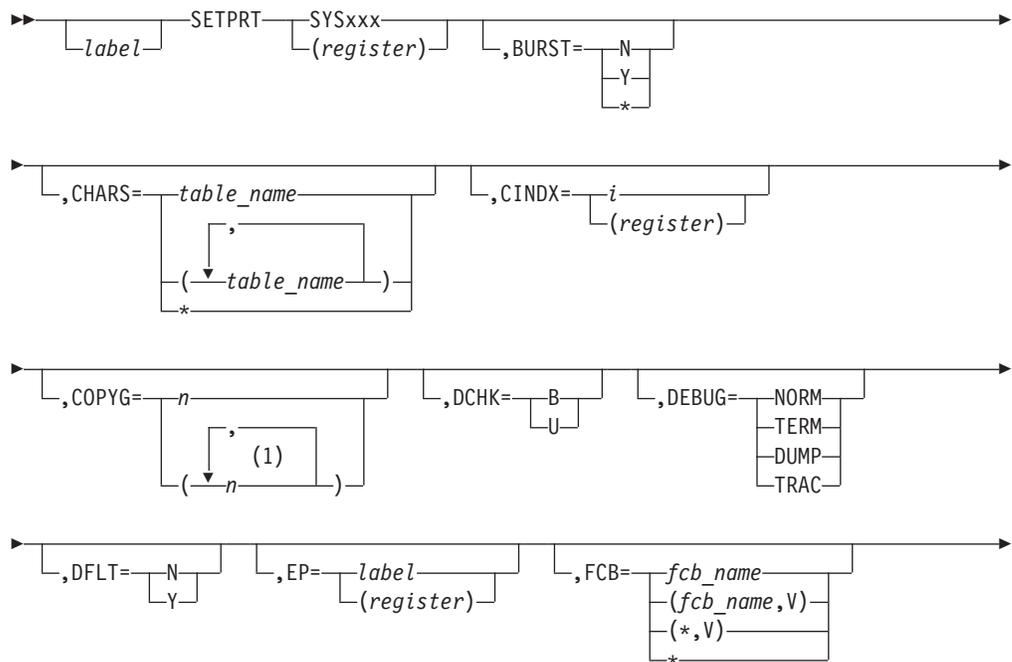 SETPRT SYSxxx
label (register) ,BURST= N
Y
*
,CHARS= table_name ,CINDX= i
, (register)
( table_name )
*
,COPYG= n ,DCHK= B ,DEBUG= NORM
, U TERM
(1) DUMP
( n ) TRAC
,DFLT= N ,EP= label ,FCB= fcb_name
Y (register) (fcb_name,V)
(*,V)
*